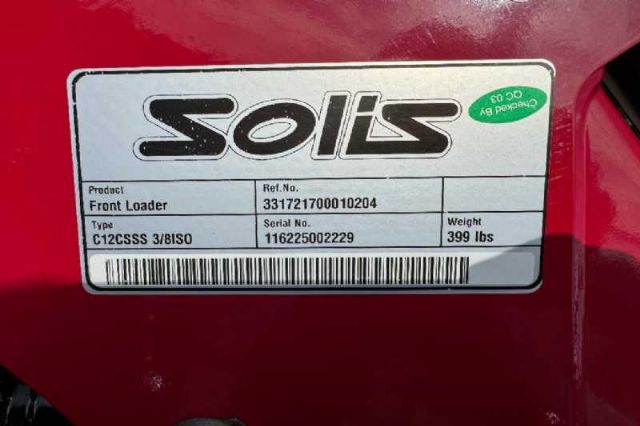 Solis
Checked By
QC 03
Product
Front Loader
Ref.No.
331721700010204
Type
C12CSSS 3/8ISO
Serial No.
116225002229
Weight
399 lbs